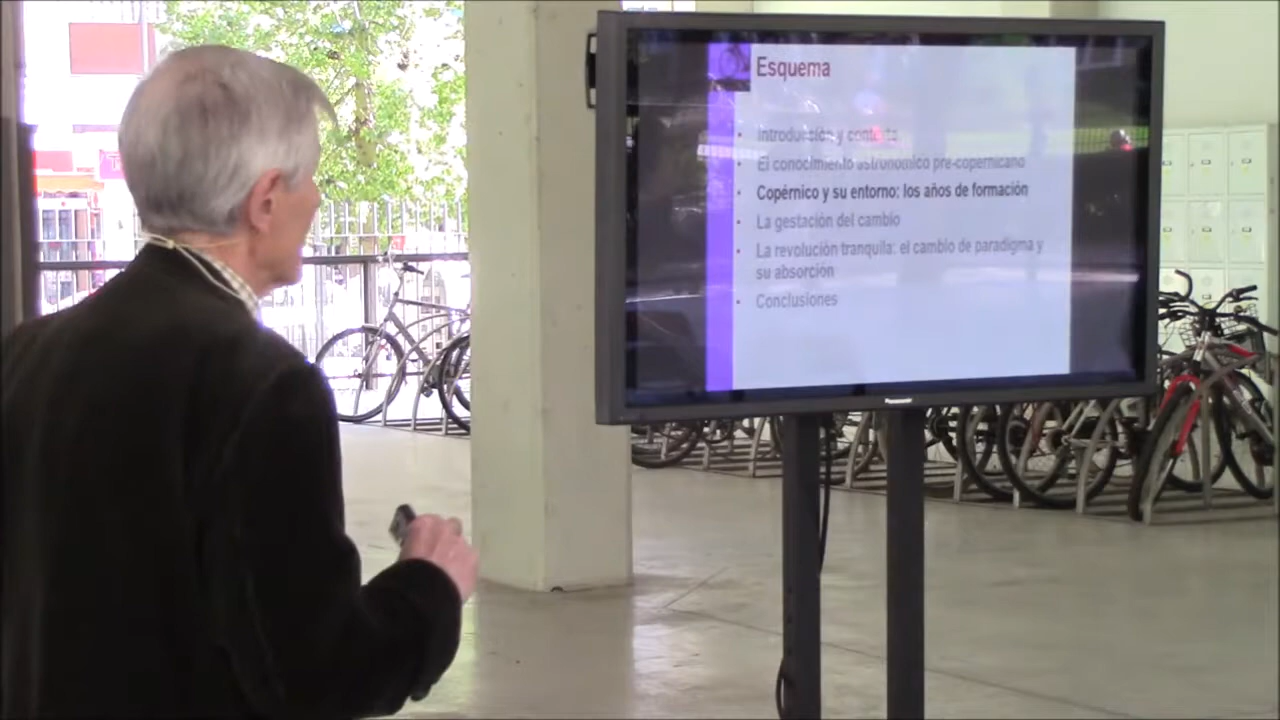 Esquema
Introducción y contexto
El conocimiento astronómico pre-copernicano
Copérnico y su entorno: los años de formación
La gestación del cambio
La revolución tranquila: el cambio de paradigma y
su absorción
Conclusiones
Panasonic